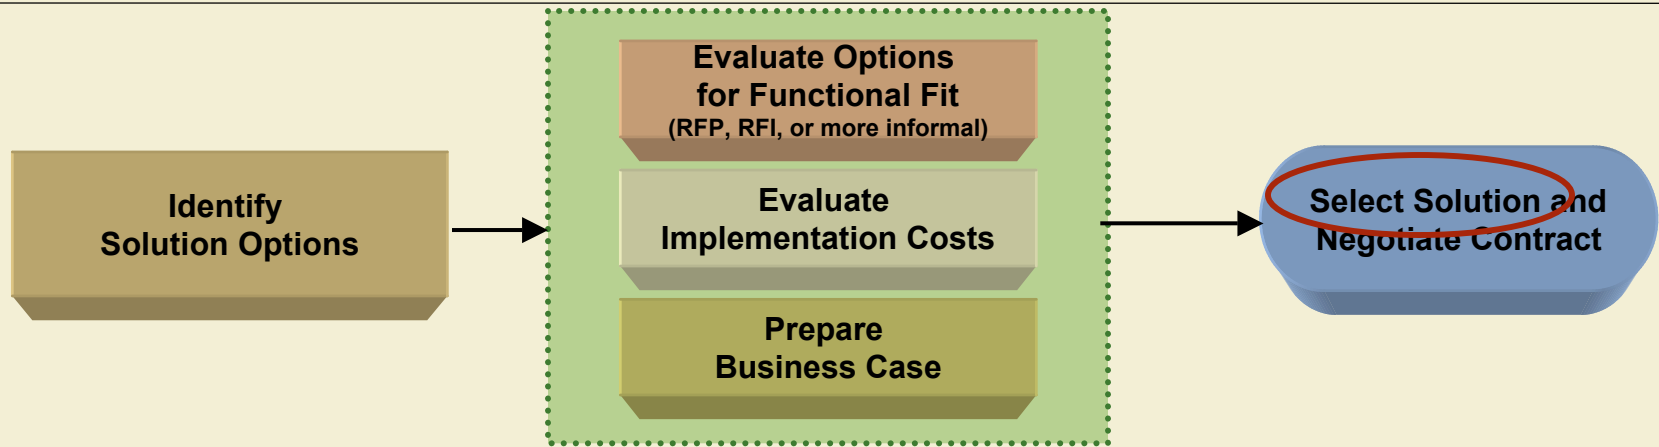 Identify
Solution Options
Evaluate Options
for Functional Fit
(RFP, RFI, or more informal)
Evaluate
Implementation Costs
Prepare
Business Case
Select Solution and
Negotiate Contract